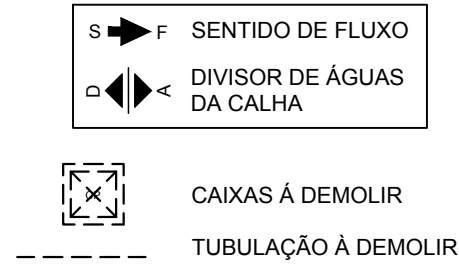 S F SENTIDO DE FLUXO
D A DIVISOR DE ÁGUAS
DA CALHA
CAIXAS Á DEMOLIR
TUBULAÇÃO À DEMOLIR